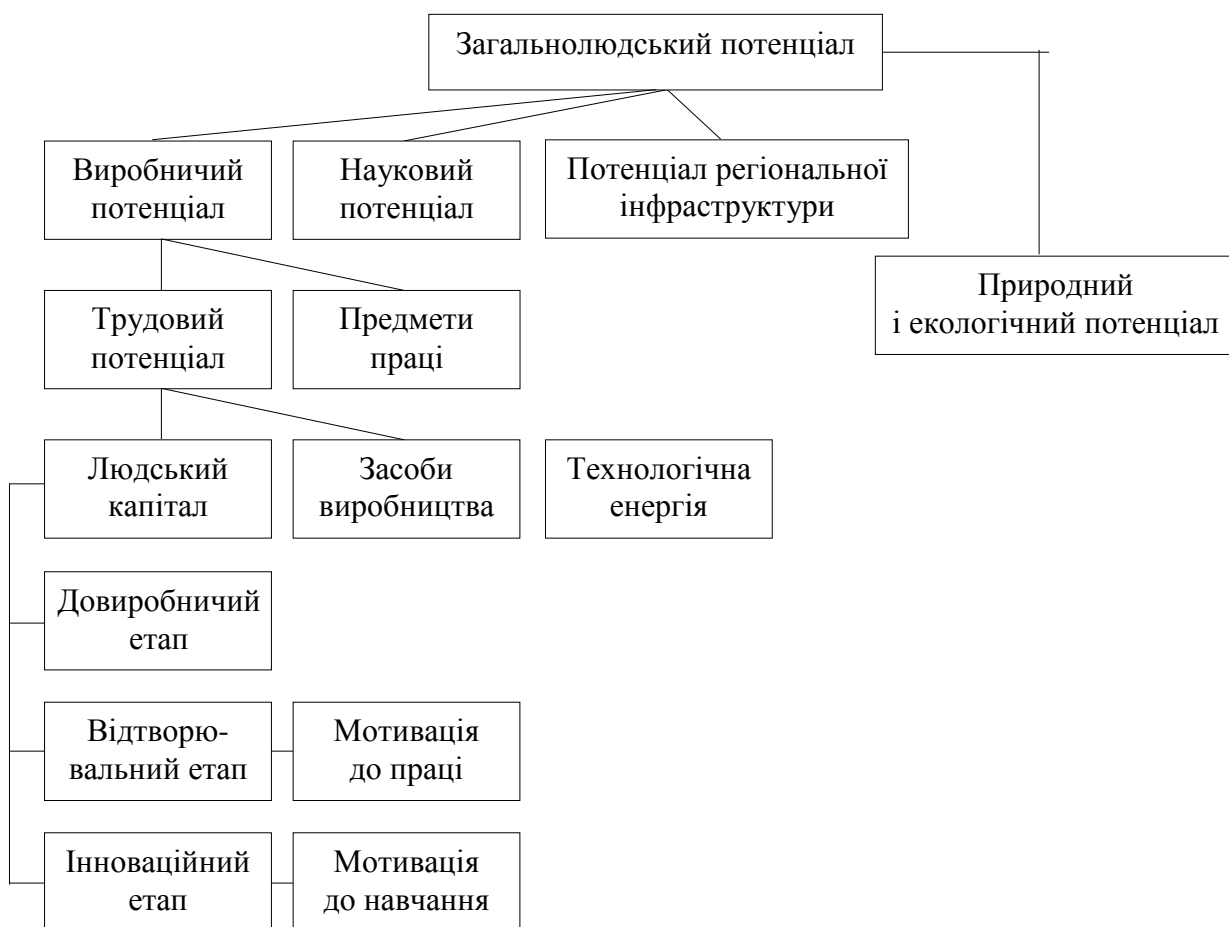 Загальнолюдський потенціал
Виробничий
потенціал
Науковий
потенціал
Потенціал регіональної
інфраструктури
Природний
і екологічний потенціал
Трудовий
потенціал
Предмети
праці
Людський
капітал
Засоби
виробництва
Технологічна
енергія
Довиробничий
етап
Відтворю-
вальний етап
Мотивація
до праці
Інноваційний
етап
Мотивація
до навчання